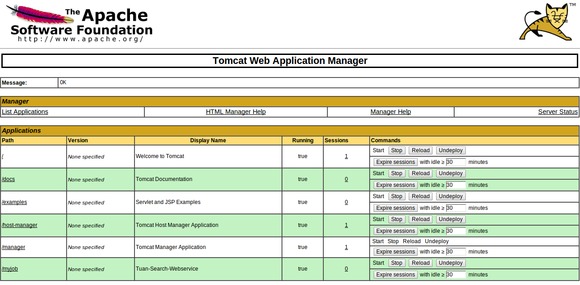 The Apache
Software Foundation
http://www.apache.org/
Tomcat Web Application Manager
Message: OK
Manager
List Applications HTML Manager Help Manager Help Server Status
Applications
Path Version Display Name Running Sessions Commands
/ None specified Welcome to Tomcat true 1 Start Stop Reload Undeploy
Expire sessions with idle ≥ 30 minutes
/docs None specified Tomcat Documentation true 0 Start Stop Reload Undeploy
Expire sessions with idle ≥ 30 minutes
/examples None specified Servlet and JSP Examples true 0 Start Stop Reload Undeploy
Expire sessions with idle ≥ 30 minutes
/host-manager None specified Tomcat Host Manager Application true 1 Start Stop Reload Undeploy
Expire sessions with idle ≥ 30 minutes
/manager None specified Tomcat Manager Application true 1 Start Stop Reload Undeploy
Expire sessions with idle ≥ 30 minutes
/myjob None specified Tuan-Search-Webservice true 0 Start Stop Reload Undeploy
Expire sessions with idle ≥ 30 minutes